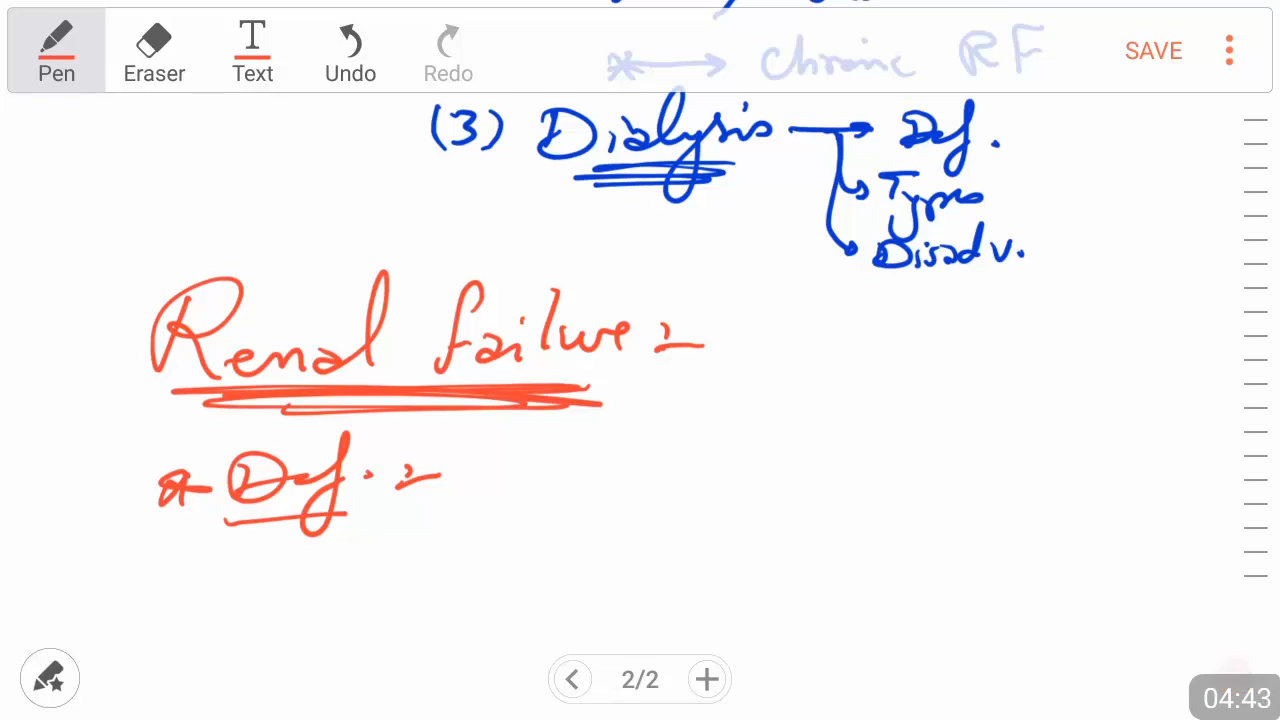 Pen Eraser Text Undo Redo SAVE
* → Chronic RF
(3) Dialysis → Def.
Types
Disadv.
Renal failure :-
* Def. :-
2/2
04:43